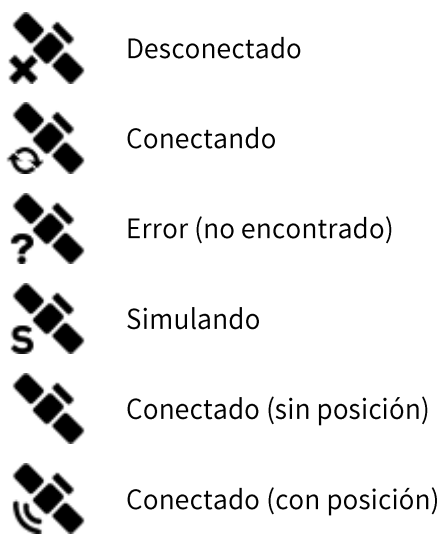 Desconectado
Conectando
? Error (no encontrado)
S Simulando
Conectado (sin posición)
Conectado (con posición)